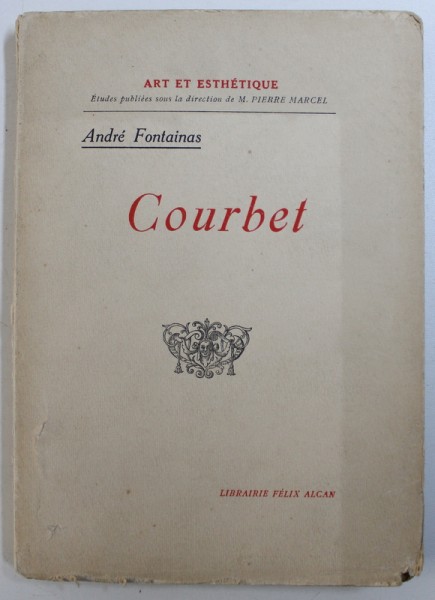 ART ET ESTHÉTIQUE
Études publiées sous la direction de M. PIERRE MARCEL
André Fontainas
Courbet
LIBRAIRIE FÉLIX ALCAN